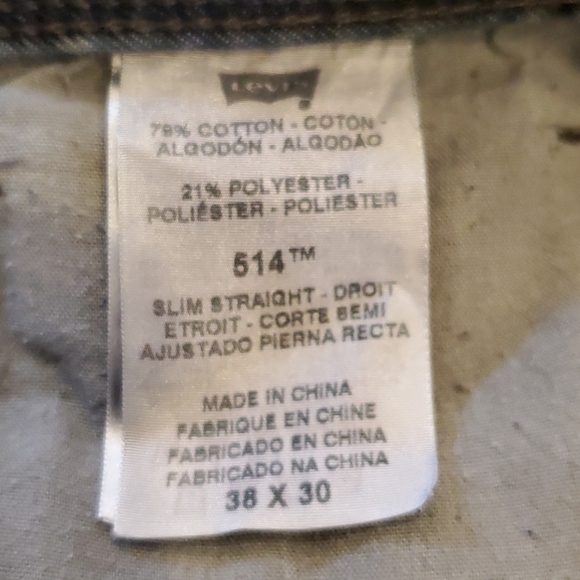 Levi's
79% COTTON - COTON -
ALGODÓN - ALGODÃO
21% POLYESTER -
POLIÉSTER - POLIESTER
514™
SLIM STRAIGHT - DROIT
ETROIT - CORTE SEMI
AJUSTADO PIERNA RECTA
MADE IN CHINA
FABRIQUE EN CHINE
FABRICADO EN CHINA
FABRICADO NA CHINA
38 X 30